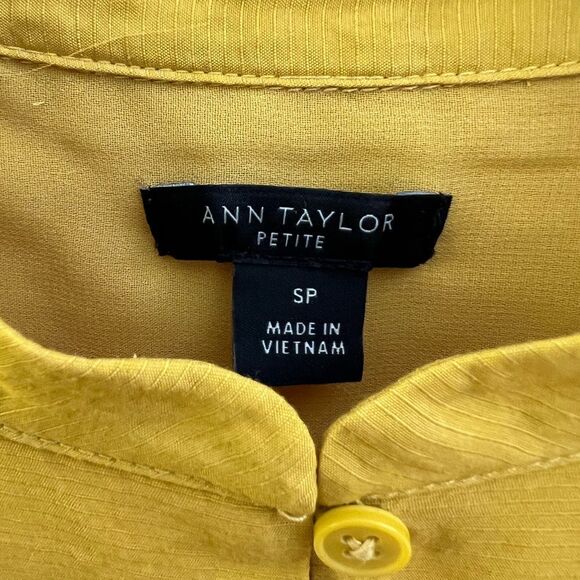 ANN TAYLOR
PETITE
SP
MADE IN
VIETNAM